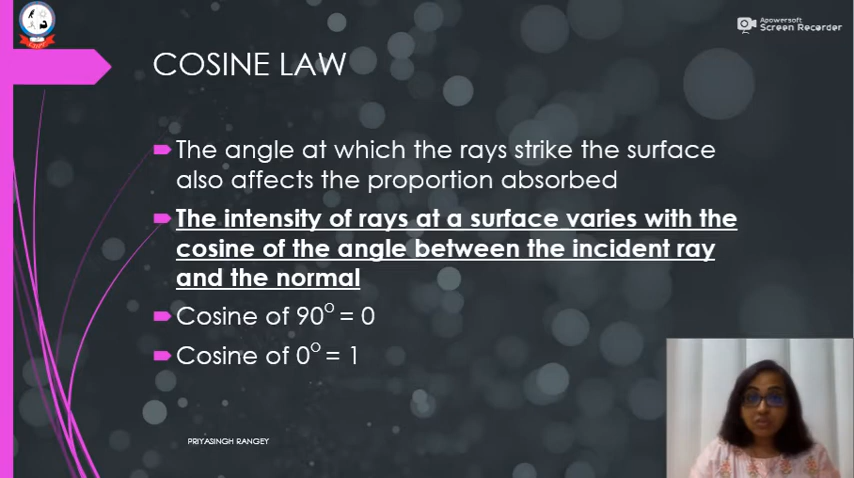 Apowersoft
Screen Recorder
COSINE LAW
The angle at which the rays strike the surface
also affects the proportion absorbed
The intensity of rays at a surface varies with the
cosine of the angle between the incident ray
and the normal
Cosine of 90° = 0
Cosine of 0° = 1
PRIYASINGH RANGEY